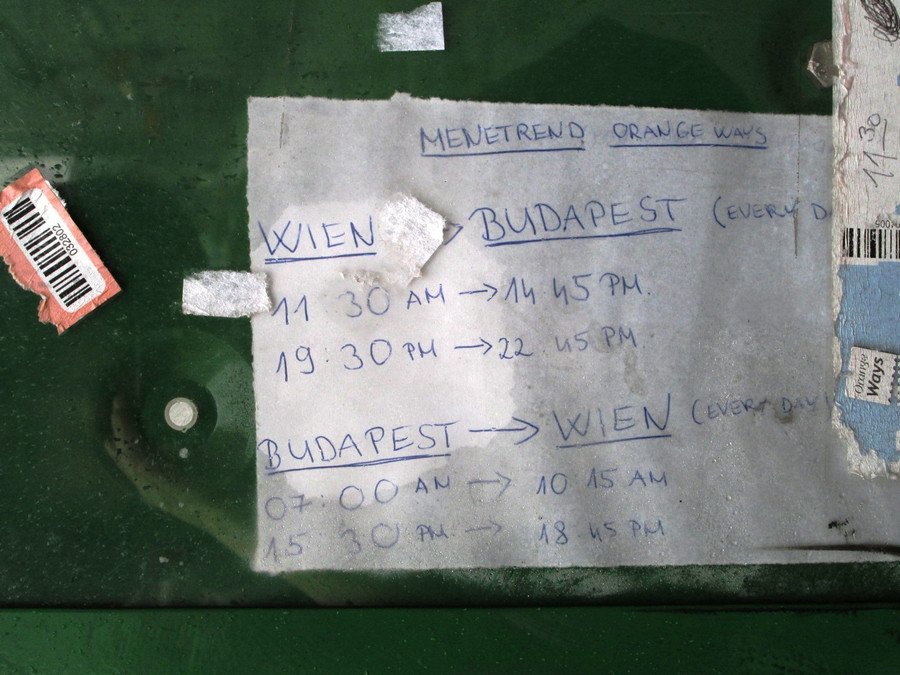 MENETREND ORANGE WAYS
WIEN > BUDAPEST (EVERY D
11 30 AM → 14 45 PM.
19:30 PM → 22 45 PM
BUDAPEST → WIEN (EVERY DAY)
07:00 AM → 10 15 AM
15 30 PM → 18 45 PM
032802
11 30
005
Orange
Ways